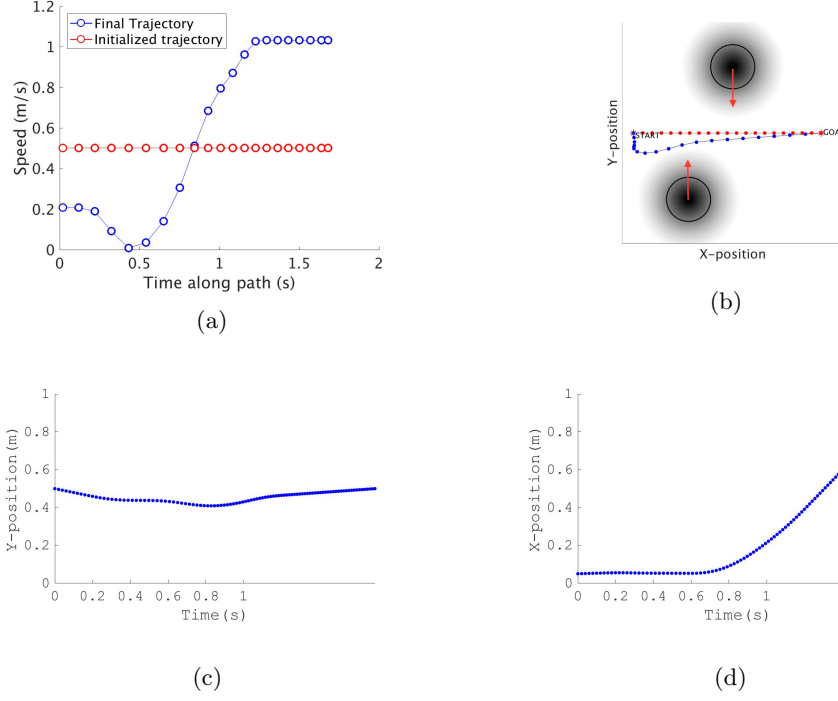 1.2
1
0.8
0.6
0.4
0.2
0
Speed (m/s)
Final Trajectory
Initialized trajectory
0 0.5 1 1.5 2
Time along path (s)
(a)
Y-position
START
GOA
X-position
(b)
1
0.8
0.6
0.4
0.2
0
Y-position(m)
0 0.2 0.4 0.6 0.8 1
Time(s)
(c)
1
0.8
0.6
0.4
0.2
0
X-position(m)
0 0.2 0.4 0.6 0.8 1
Time(s)
(d)